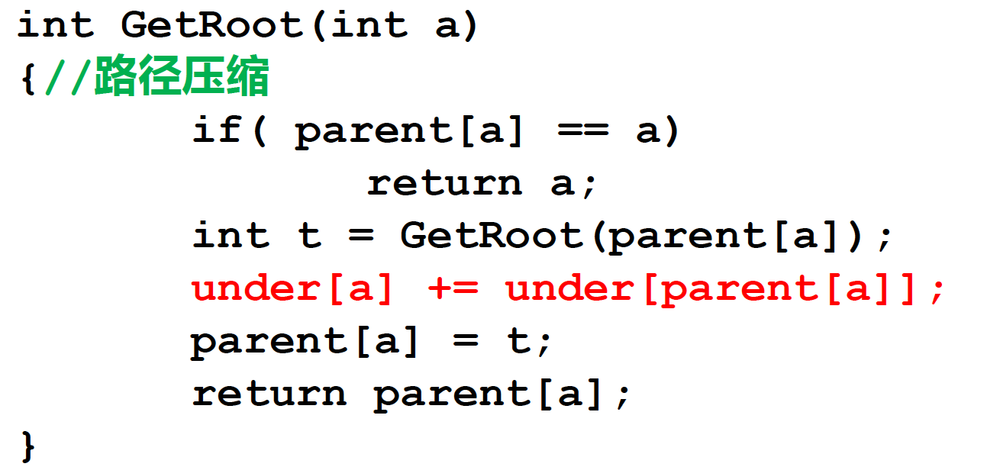 int GetRoot(int a)
{//路径压缩
if( parent[a] == a)
return a;
int t = GetRoot(parent[a]);
under[a] += under[parent[a]];
parent[a] = t;
return parent[a];
}